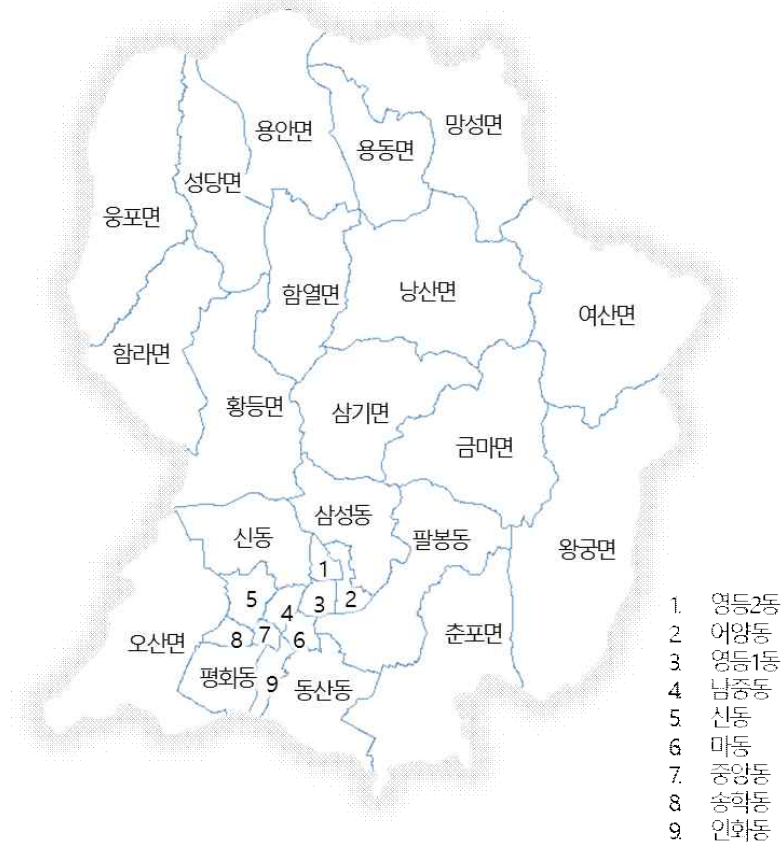 망성면
용안면
용동면
성당면
웅포면
함열면
낭산면
여산면
함라면
황등면
삼기면
금마면
삼성동
신동
팔봉동
왕궁면
1
5
3
2
4
오산면
8
7
6
춘포면
평화동
9
동산동
1. 영등2동
2 어양동
3. 영등1동
4 남중동
5. 신동
6 마동
7. 중앙동
8 송학동
9. 인화동